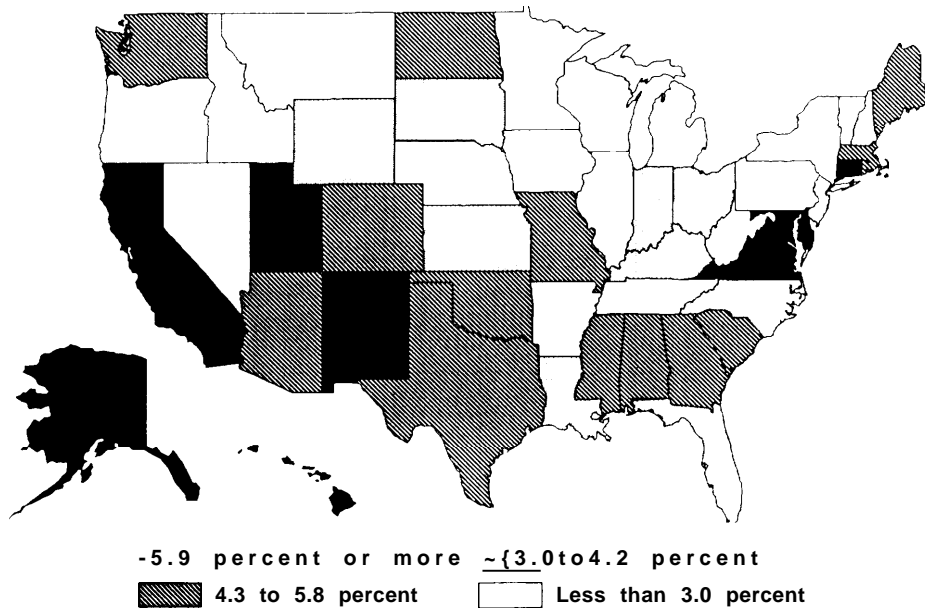 -5.9 percent or more ~{3.0to4.2 percent
4.3 to 5.8 percent Less than 3.0 percent